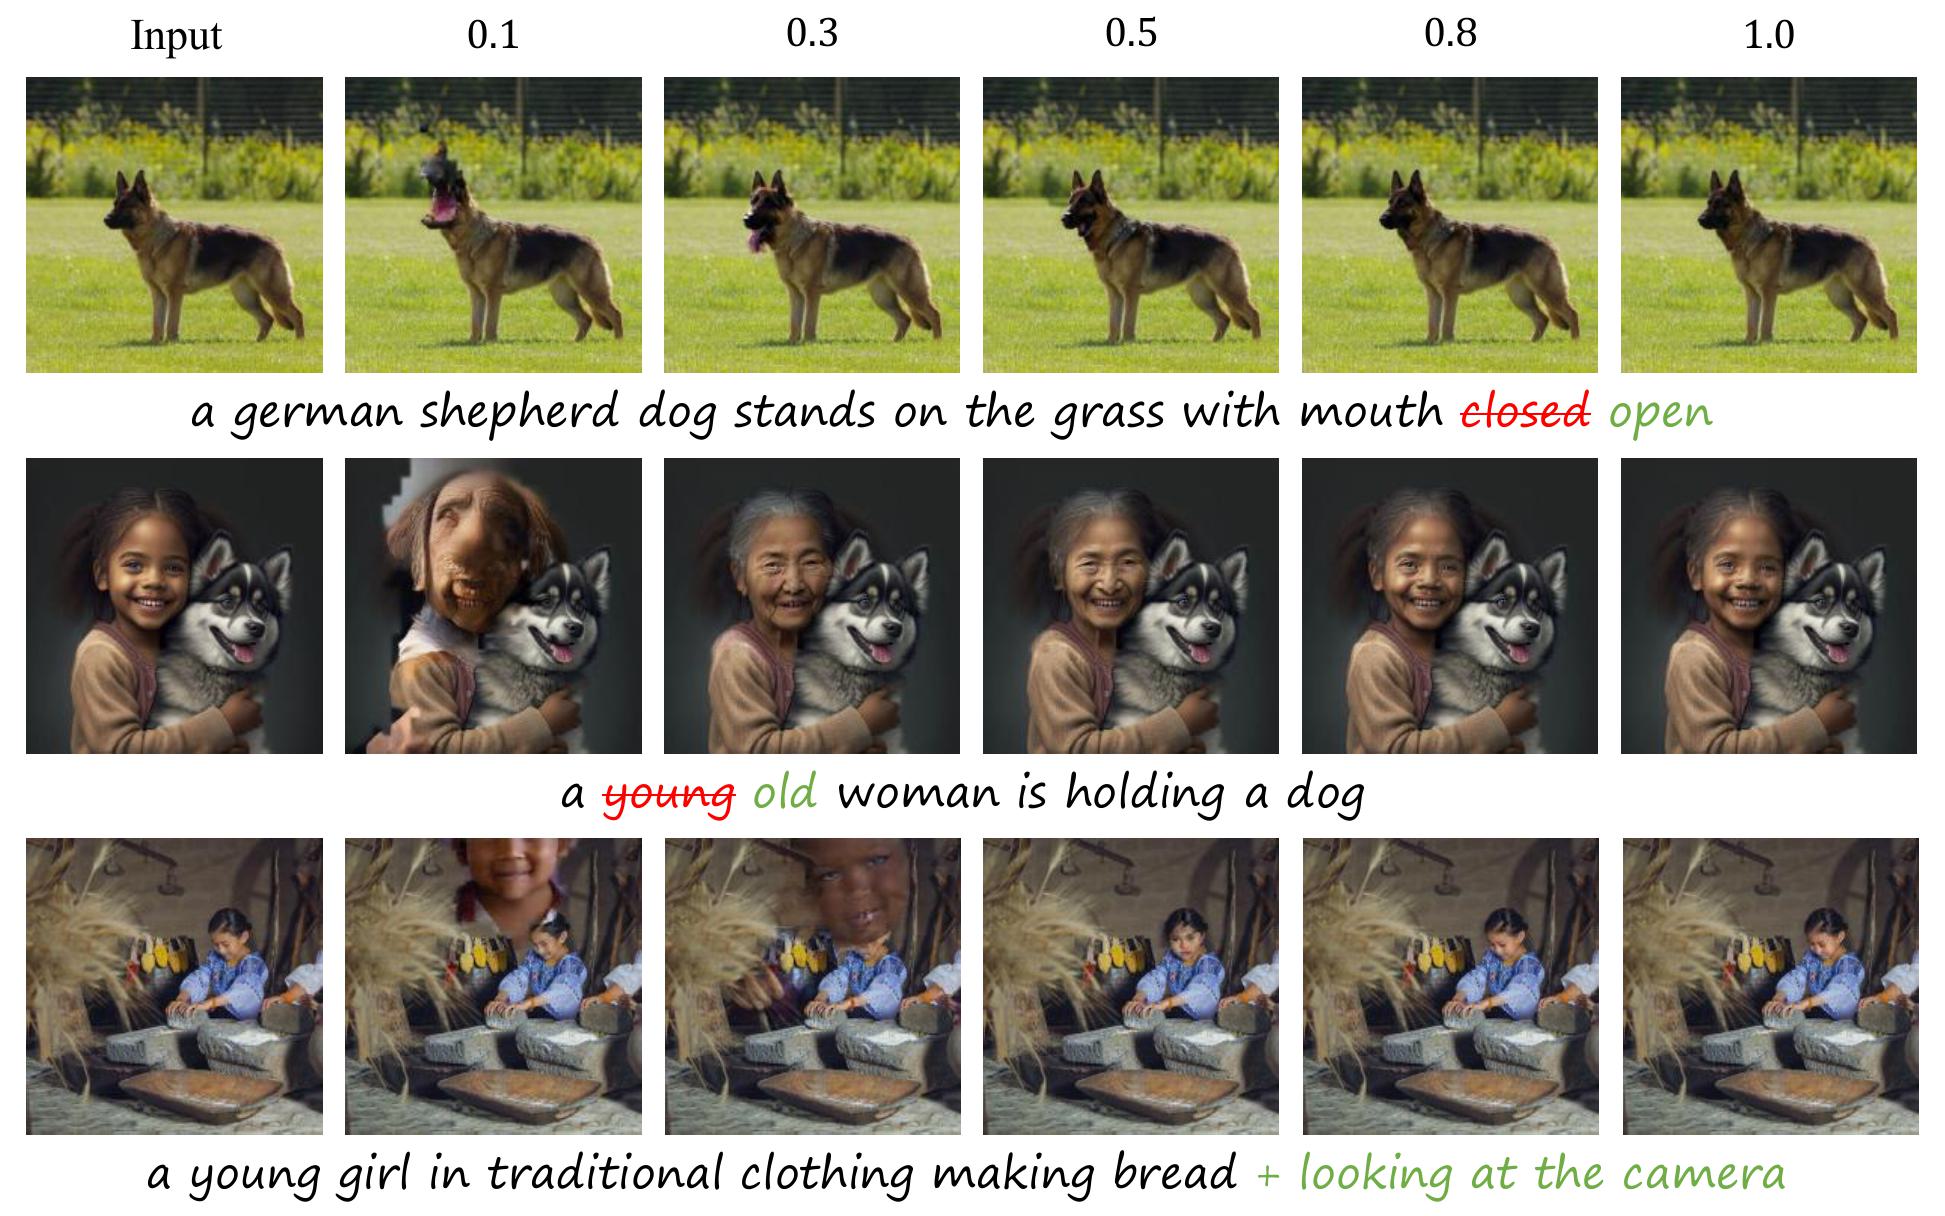 Input 0.1 0.3 0.5 0.8 1.0
a german shepherd dog stands on the grass with mouth closed open
a young old woman is holding a dog
a young girl in traditional clothing making bread + looking at the camera